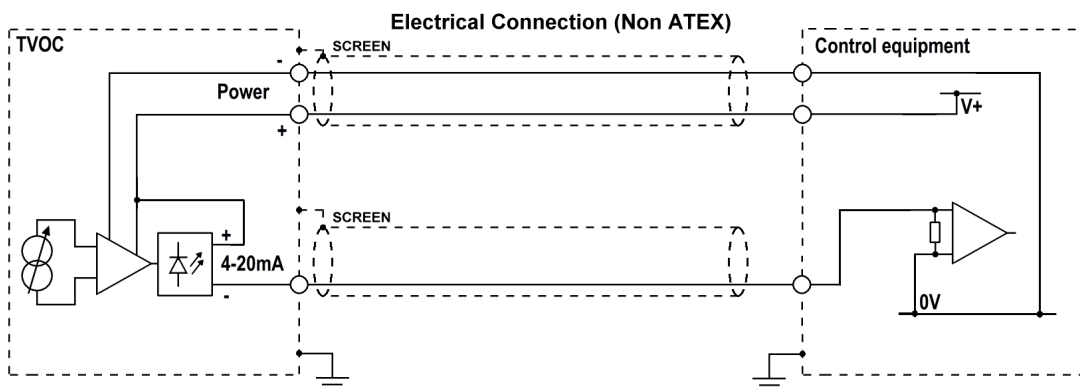 Electrical Connection (Non ATEX)
TVOC
SCREEN
Control equipment
-
Power
+
V+
SCREEN
+
4-20mA
-
0V